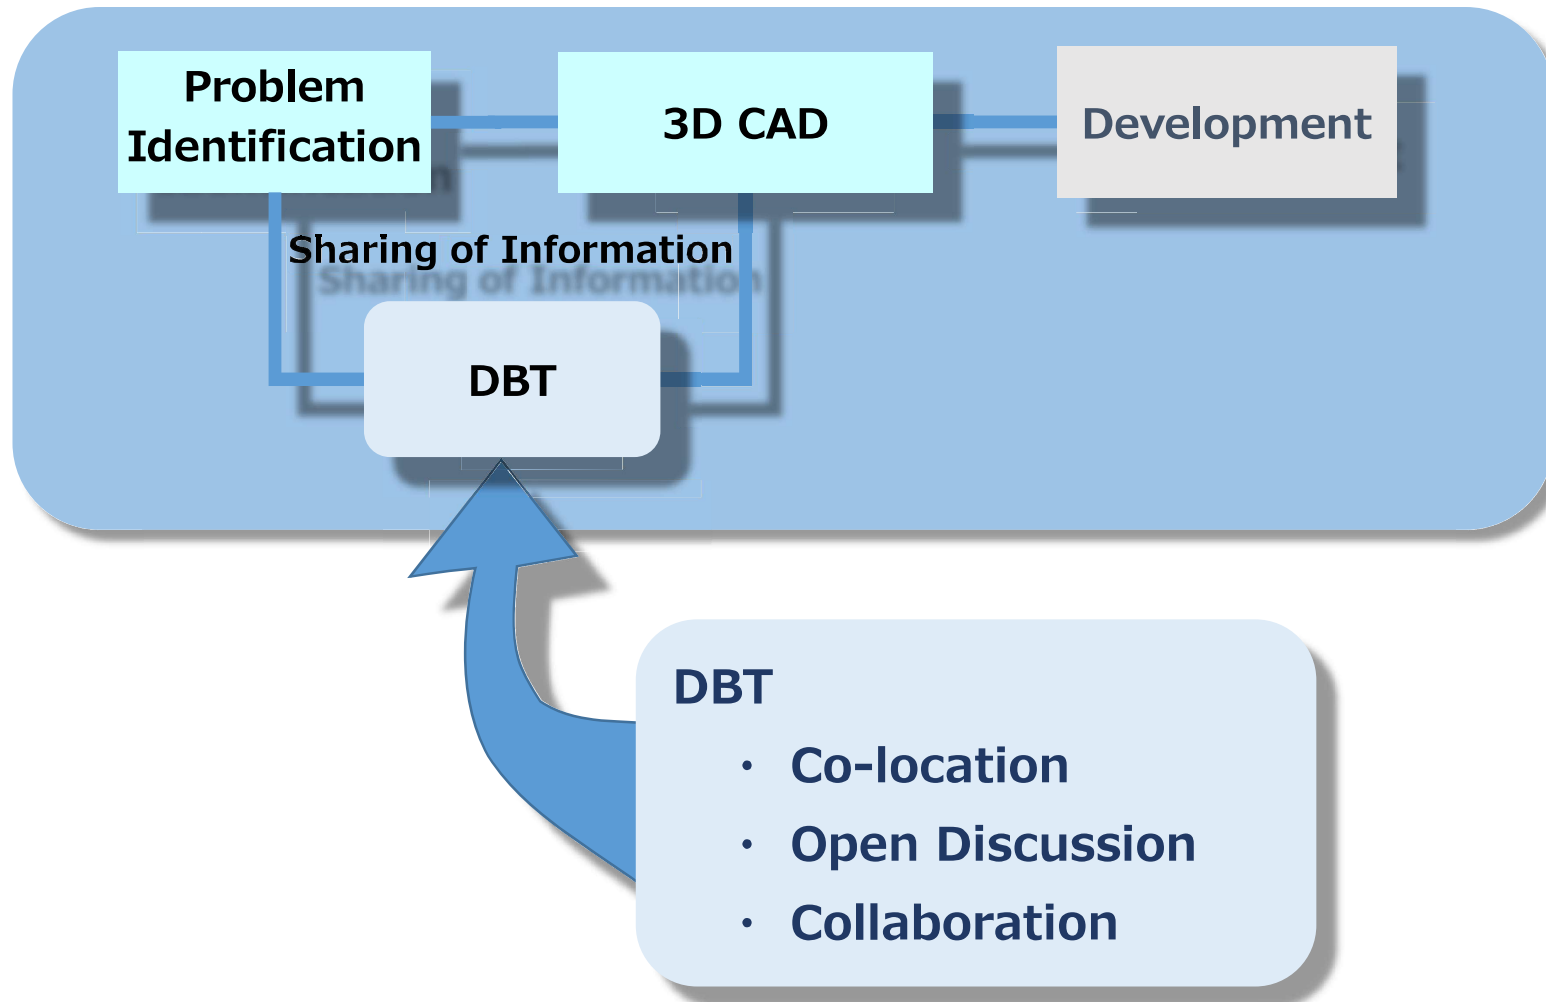 Problem
Identification
3D CAD
Development
Sharing of Information
DBT
DBT
・ Co-location
・ Open Discussion
・ Collaboration